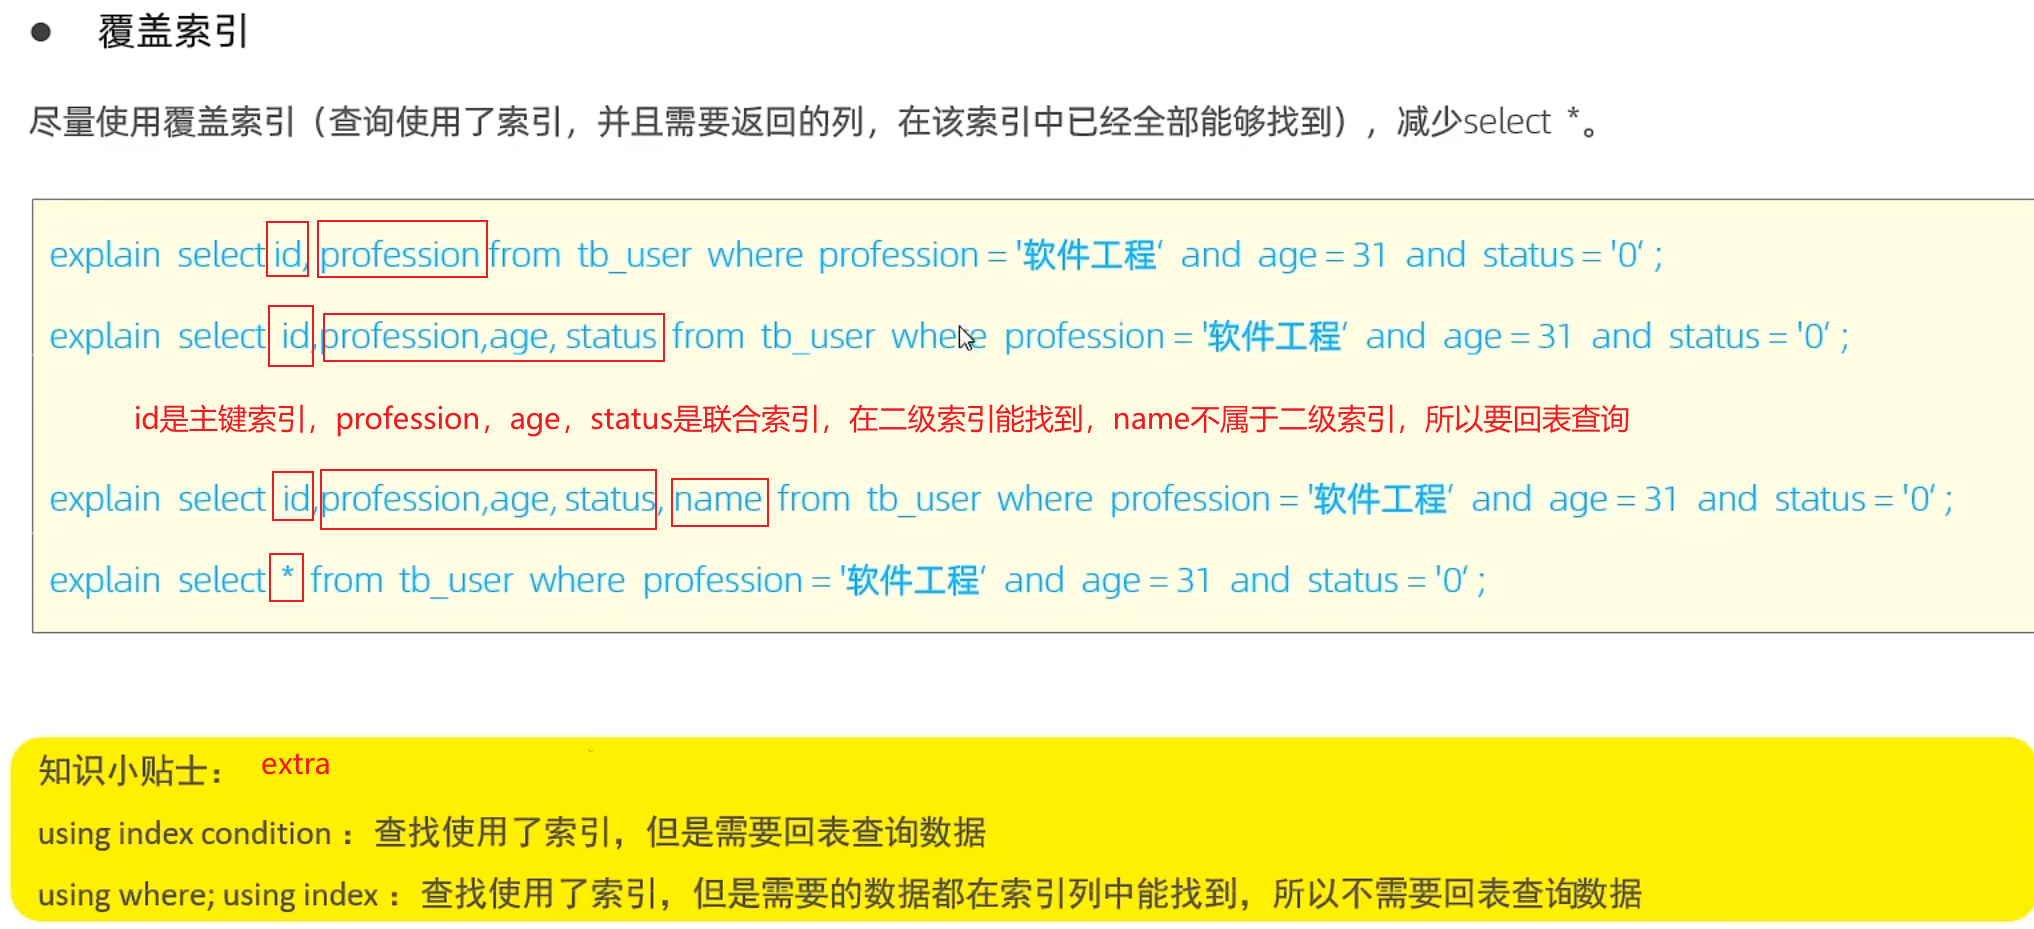 ● 覆盖索引
尽量使用覆盖索引（查询使用了索引，并且需要返回的列，在该索引中已经全部能够找到），减少select *。
explain select id, profession from tb_user where profession = '软件工程‘ and age = 31 and status = '0‘ ;
explain select id,profession,age, status from tb_user where profession = '软件工程‘ and age = 31 and status = '0‘ ;
id是主键索引，profession，age，status是联合索引，在二级索引能找到，name不属于二级索引，所以要回表查询
explain select id,profession,age, status, name from tb_user where profession = '软件工程‘ and age = 31 and status = '0‘ ;
explain select * from tb_user where profession = '软件工程‘ and age = 31 and status = '0‘ ;
知识小贴士： extra
using index condition ：查找使用了索引，但是需要回表查询数据
using where; using index ：查找使用了索引，但是需要的数据都在索引列中能找到，所以不需要回表查询数据